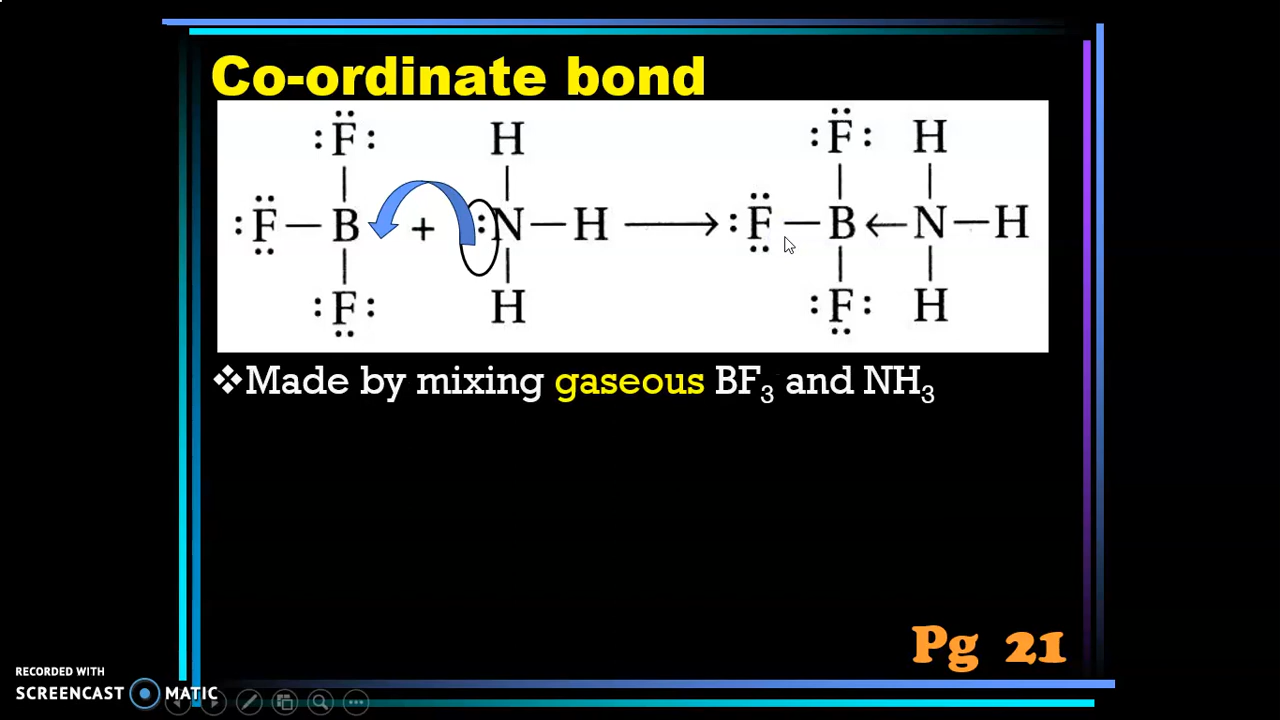 Co-ordinate bond
:F̈: H :F̈: H
:F̤̈ — B + :N — H ⟶ :F̤̈ — B ← N — H
:F̤: H :F̤: H
❖Made by mixing gaseous BF₃ and NH₃
Pg 21
RECORDED WITH
SCREENCAST MATIC